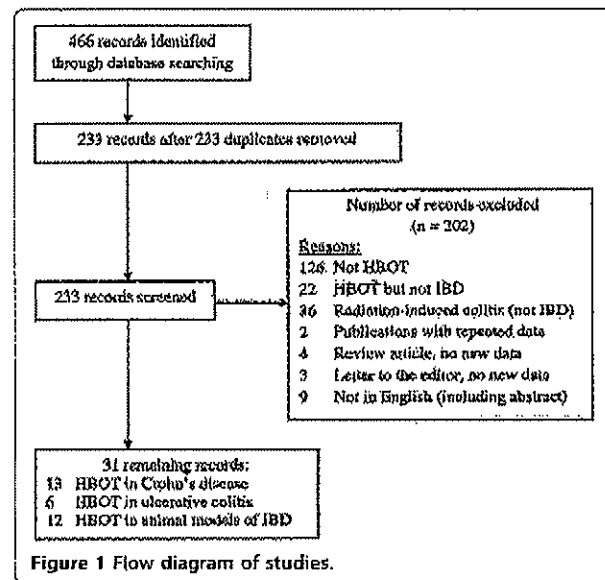 466 records identified
through database searching
233 records after 233 duplicates removed
Number of records excluded
(n = 202)
Reasons:
126 Not HBOT
22 HBOT but not IBD
36 Radiation-induced colitis (not IBD)
2 Publications with repeated data
4 Review article, no new data
3 Letter to the editor, no new data
9 Not in English (including abstract)
233 records screened
31 remaining records:
13 HBOT in Crohn's disease
6 HBOT in ulcerative colitis
12 HBOT in animal models of IBD
Figure 1 Flow diagram of studies.